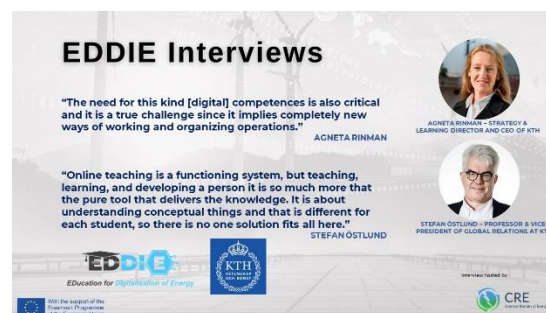 EDDIE Interviews
“The need for this kind [digital] competences is also critical
and it is a true challenge since it implies completely new
ways of working and organizing operations.”
AGNETA RINMAN
AGNETA RINMAN – STRATEGY &
LEARNING DIRECTOR AND CEO OF KTH
“Online teaching is a functioning system, but teaching,
learning, and developing a person it is so much more that
the pure tool that delivers the knowledge. It is about
understanding conceptual things and that is different for
each student, so there is no one solution fits all here.”
STEFAN ÖSTLUND
STEFAN ÖSTLUND – PROFESSOR & VICE
PRESIDENT OF GLOBAL RELATIONS AT KT
EDDIE
EDucation for Digitalisation of Energy
KTH
Interview hosted by
CRE
With the support of the
Erasmus+ Programme